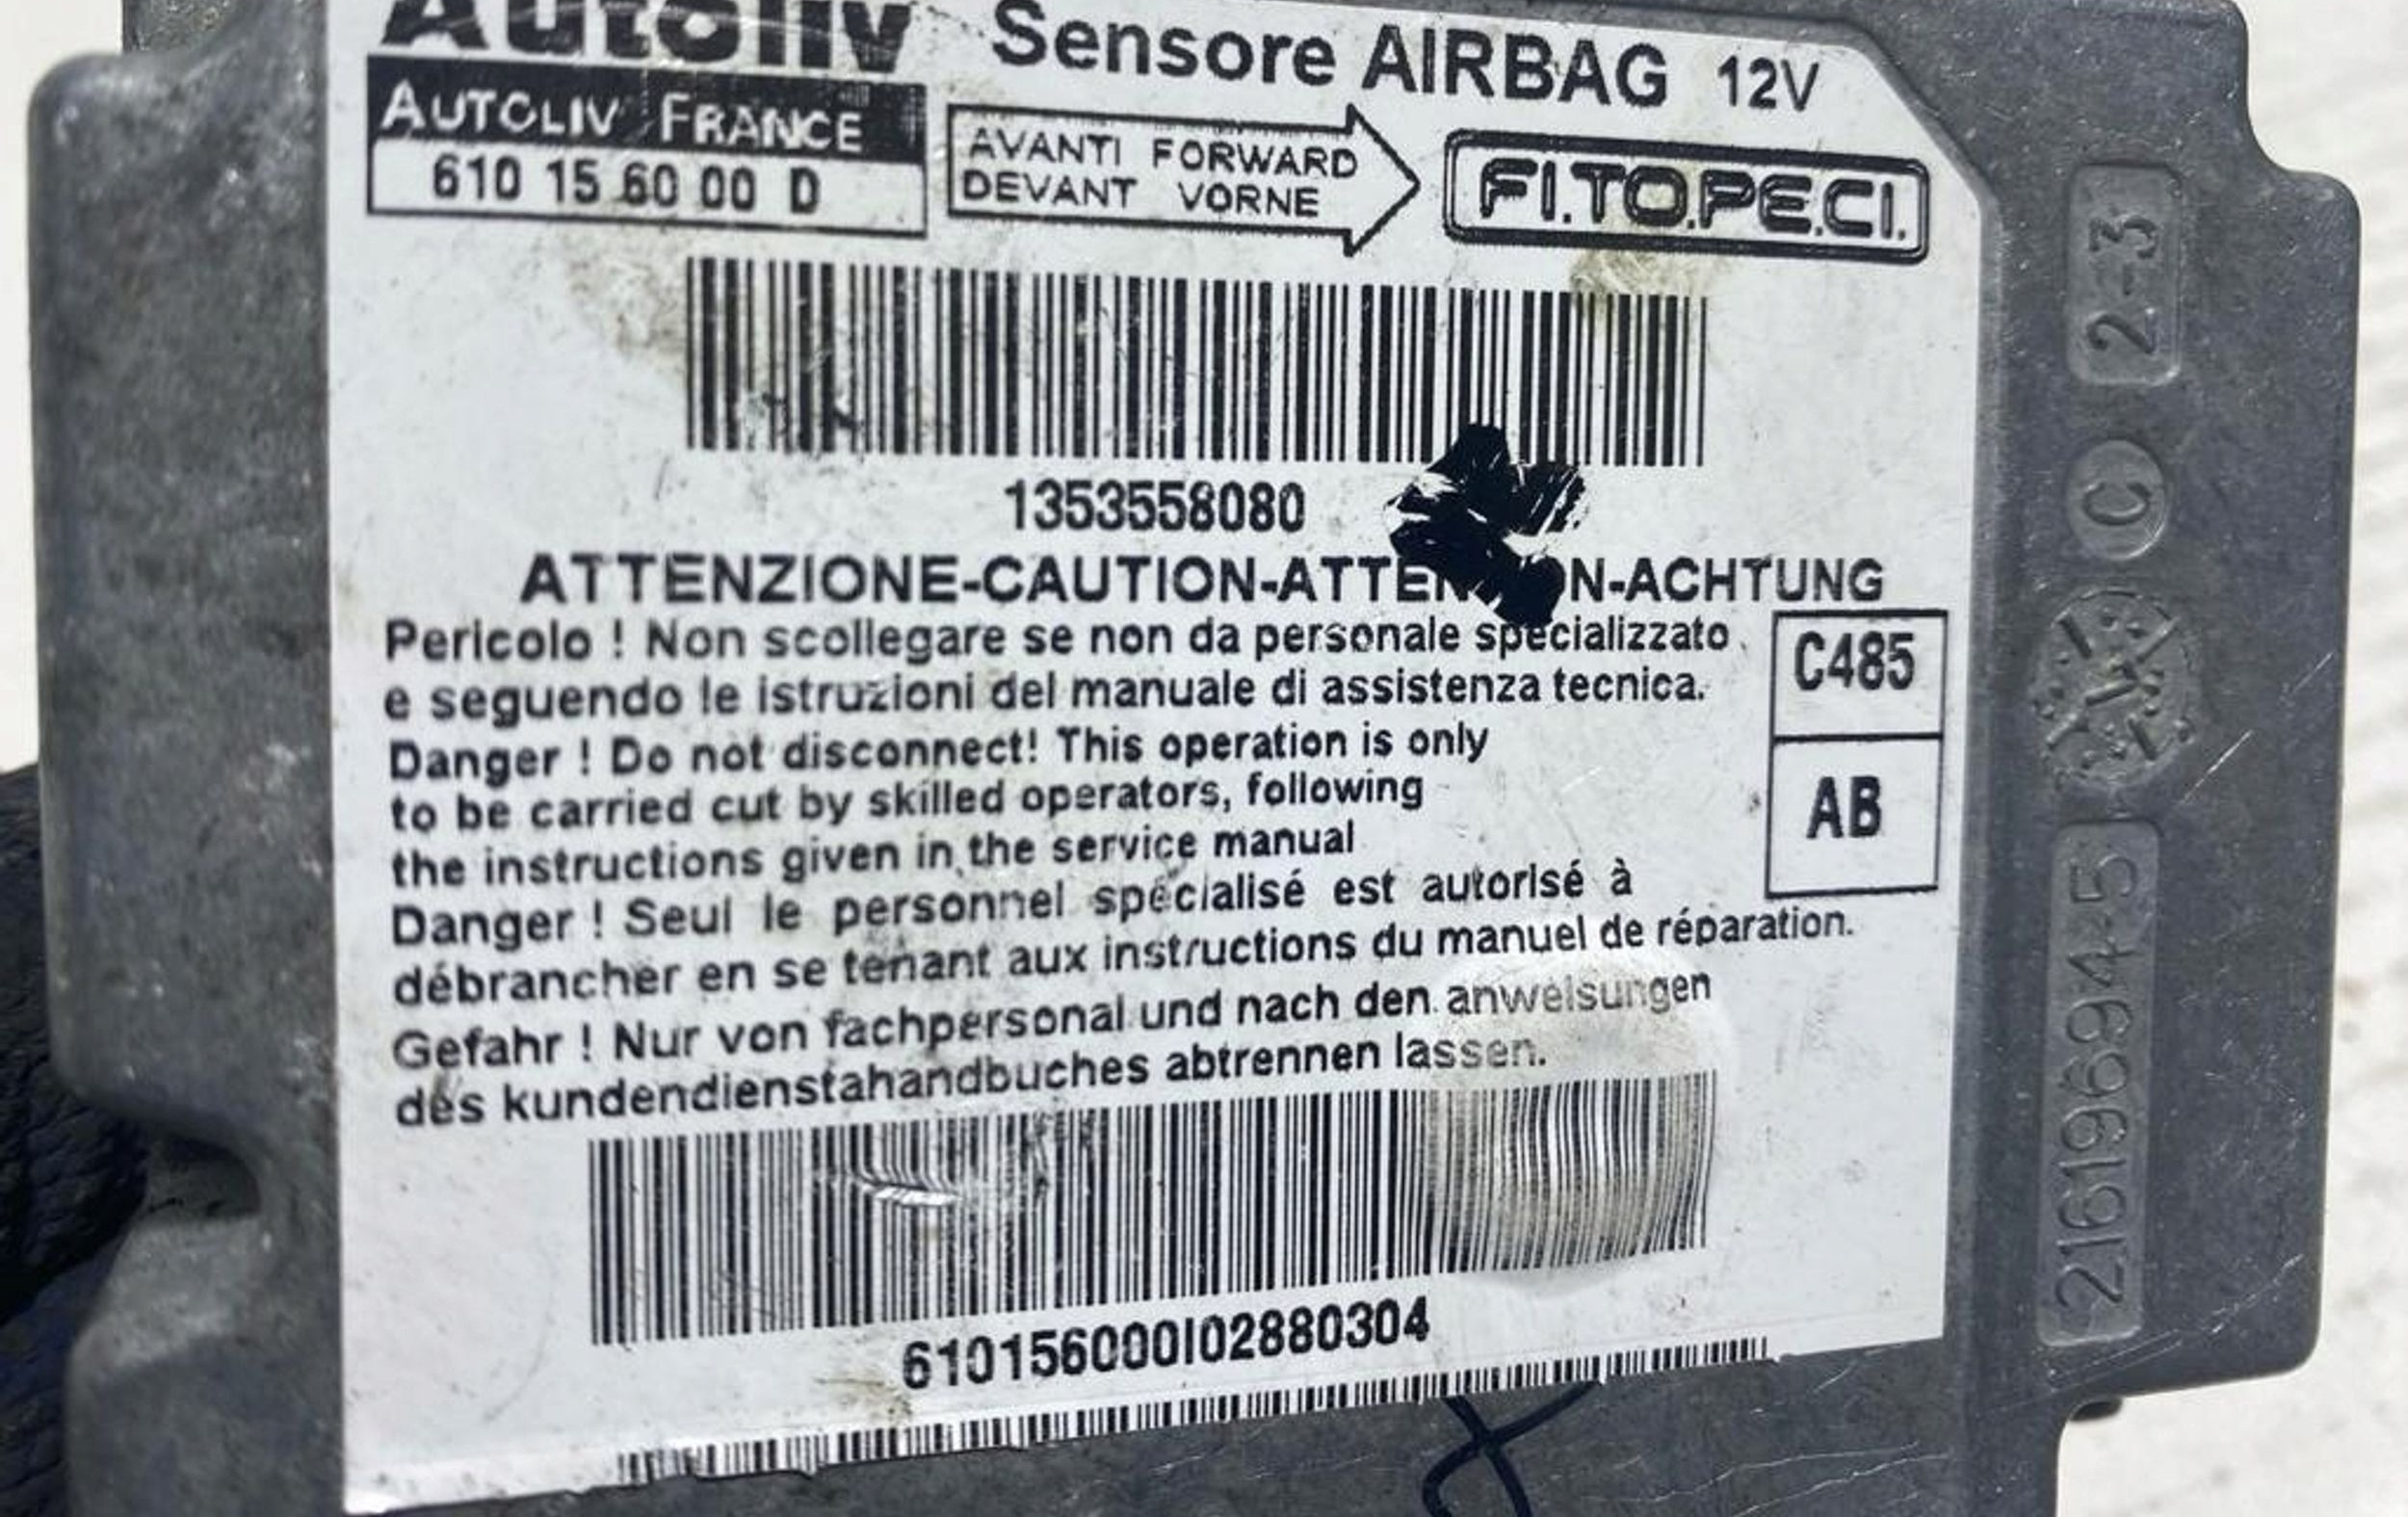 Autoliv Sensore AIRBAG 12V
AUTOLIV FRANCE
610 15 60 00 D
AVANTI FORWARD
DEVANT VORNE
FI.TO.PE.CI.
1353558080
ATTENZIONE-CAUTION-ATTEN ON-ACHTUNG
Pericolo ! Non scollegare se non da personale specializzato
e seguendo le istruzioni del manuale di assistenza tecnica.
C485
AB
Danger ! Do not disconnect! This operation is only
to be carried cut by skilled operators, following
the instructions given in the service manual
Danger ! Seul le personnel spécialisé est autorisé à
débrancher en se tenant aux instructions du manuel de réparation.
Gefahr ! Nur von fachpersonal und nach den anweisungen
des kundendienstahandbuches abtrennen lassen.
610156000I02880304
2-3
C
21619694-5